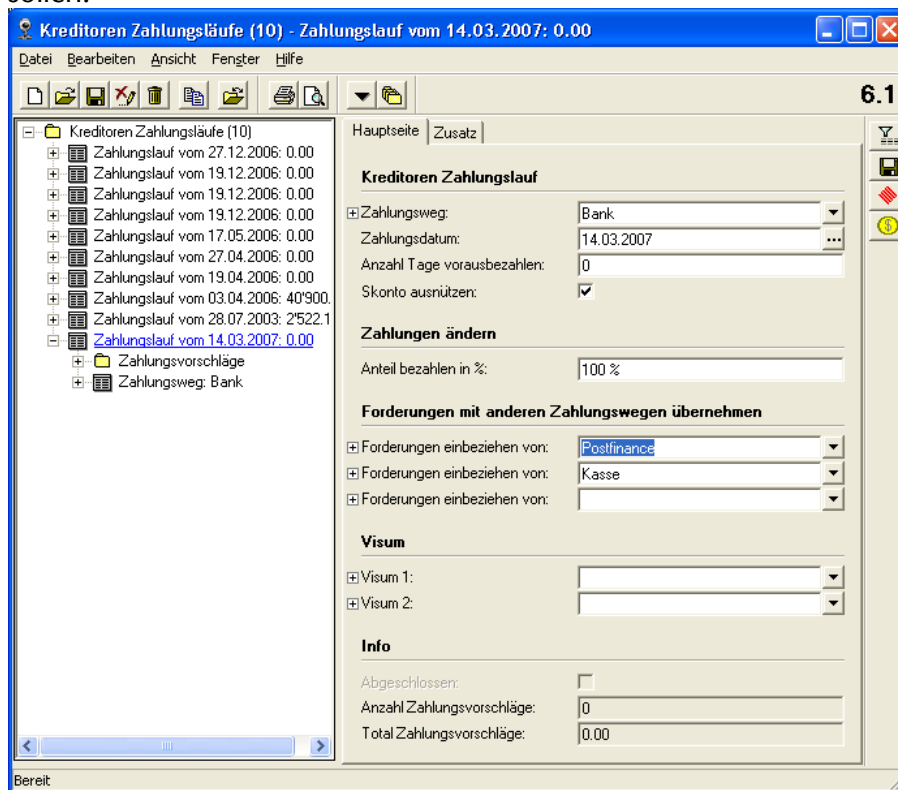 Kreditoren Zahlungsläufe (10) - Zahlungslauf vom 14.03.2007: 0.00
Datei Bearbeiten Ansicht Fenster Hilfe
6.1
Kreditoren Zahlungsläufe (10)
Zahlungslauf vom 27.12.2006: 0.00
Zahlungslauf vom 19.12.2006: 0.00
Zahlungslauf vom 19.12.2006: 0.00
Zahlungslauf vom 19.12.2006: 0.00
Zahlungslauf vom 17.05.2006: 0.00
Zahlungslauf vom 27.04.2006: 0.00
Zahlungslauf vom 19.04.2006: 0.00
Zahlungslauf vom 03.04.2006: 40'900.
Zahlungslauf vom 28.07.2003: 2'522.1
Zahlungslauf vom 14.03.2007: 0.00
Zahlungsvorschläge
Zahlungsweg: Bank
Hauptseite Zusatz
Kreditoren Zahlungslauf
Zahlungsweg: Bank
Zahlungsdatum: 14.03.2007 ...
Anzahl Tage vorausbezahlen: 0
Skonto ausnützen:
Zahlungen ändern
Anteil bezahlen in %: 100 %
Forderungen mit anderen Zahlungswegen übernehmen
Forderungen einbeziehen von: Postfinance
Forderungen einbeziehen von: Kasse
Forderungen einbeziehen von:
Visum
Visum 1:
Visum 2:
Info
Abgeschlossen:
Anzahl Zahlungsvorschläge: 0
Total Zahlungsvorschläge: 0.00
Bereit